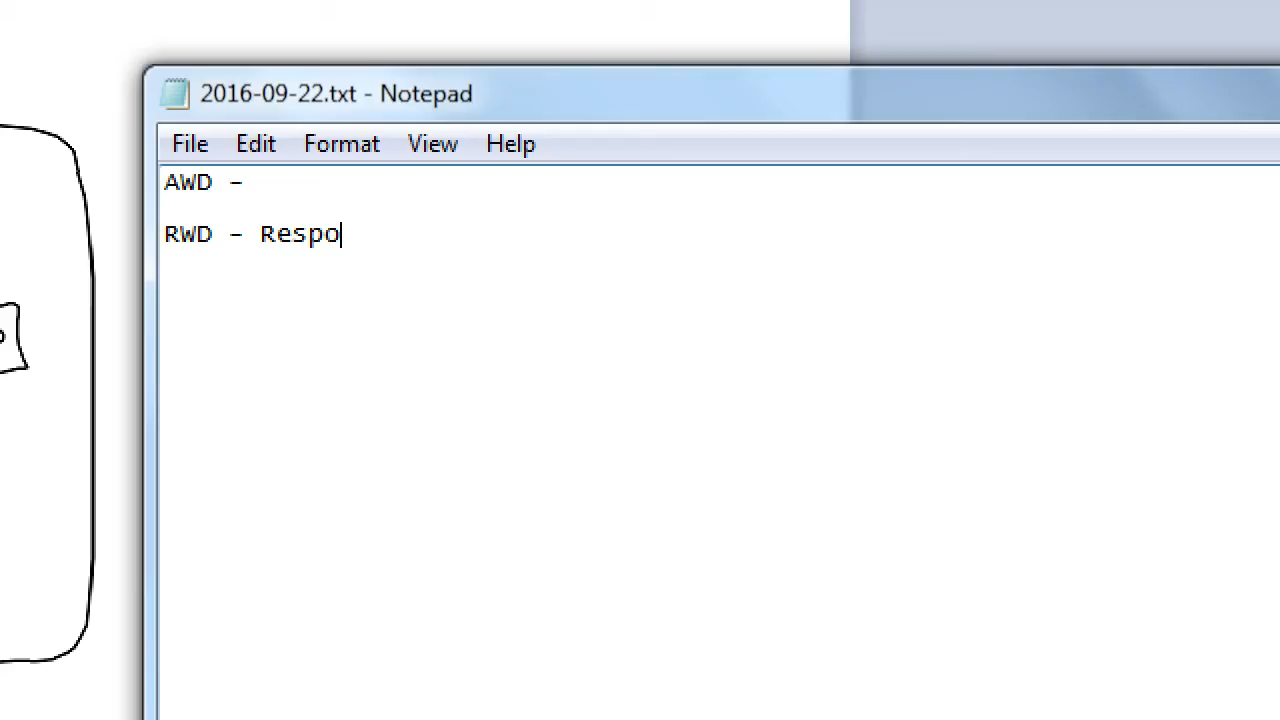 2016-09-22.txt - Notepad
File Edit Format View Help
AWD -
RWD - Respo